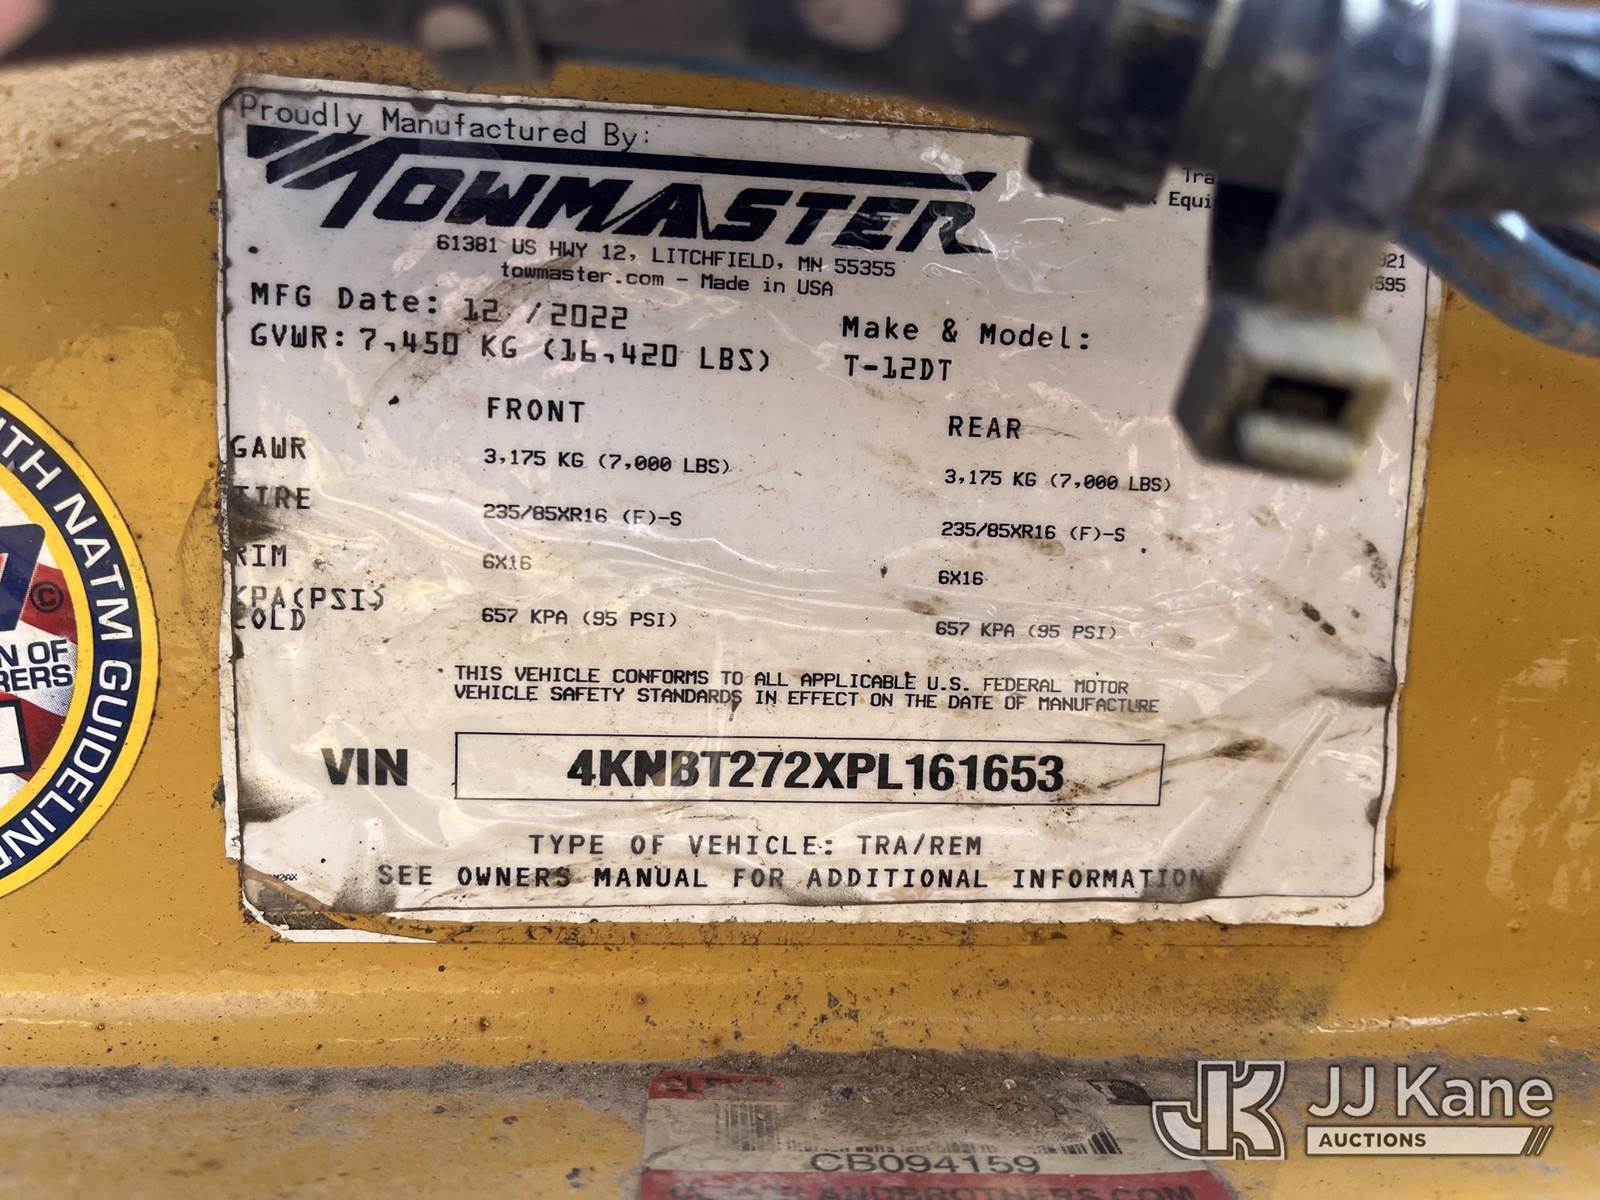 Proudly Manufactured By:
TOWMASTER
61381 US HWY 12, LITCHFIELD, MN 55355
towmaster.com - Made in USA
MFG Date: 12 /2022
GVWR: 7,450 KG (16,420 LBS)
Make & Model:
T-12DT
FRONT
REAR
GAWR
3,175 KG (7,000 LBS)
3,175 KG (7,000 LBS)
TIRE
235/85XR16 (F)-S
235/85XR16 (F)-S
RIM
6X16
6X16
KPA(PSI)
COLD
657 KPA (95 PSI)
657 KPA (95 PSI)
THIS VEHICLE CONFORMS TO ALL APPLICABLE U.S. FEDERAL MOTOR
VEHICLE SAFETY STANDARDS IN EFFECT ON THE DATE OF MANUFACTURE
VIN 4KNBT272XPL161653
TYPE OF VEHICLE: TRA/REM
SEE OWNERS MANUAL FOR ADDITIONAL INFORMATION
NATM GUIDELIN
N OF
RERS
©
CB094159
JK JJ Kane
AUCTIONS